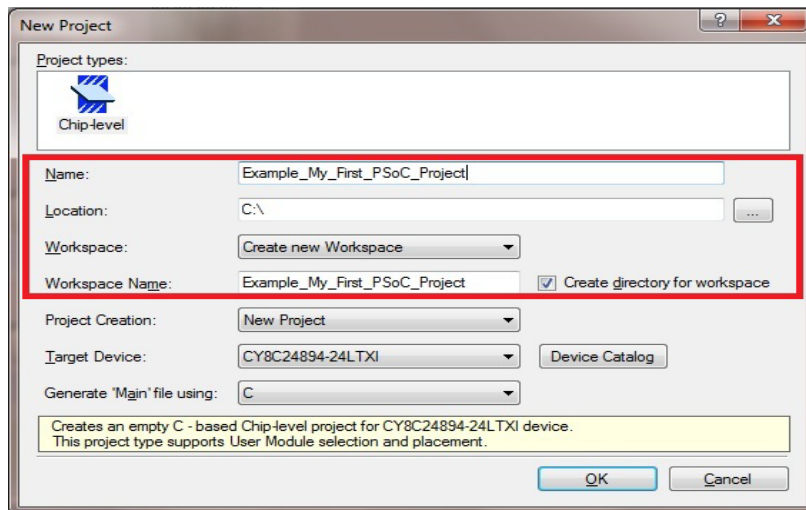 New Project
Project types:
Chip-level
Name: Example_My_First_PSoC_Project
Location: C:\ ...
Workspace: Create new Workspace
Workspace Name: Example_My_First_PSoC_Project Create directory for workspace
Project Creation: New Project
Target Device: CY8C24894-24LTXI Device Catalog
Generate 'Main' file using: C
Creates an empty C - based Chip-level project for CY8C24894-24LTXI device.
This project type supports User Module selection and placement.
OK Cancel